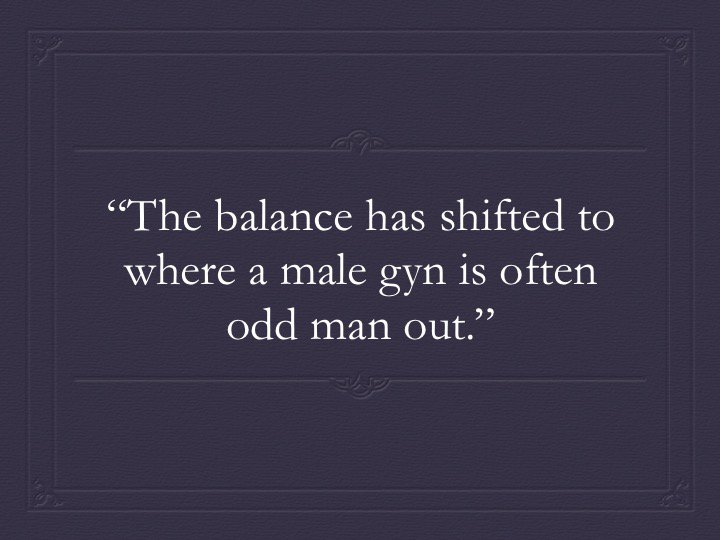 “The balance has shifted to
where a male gyn is often
odd man out.”